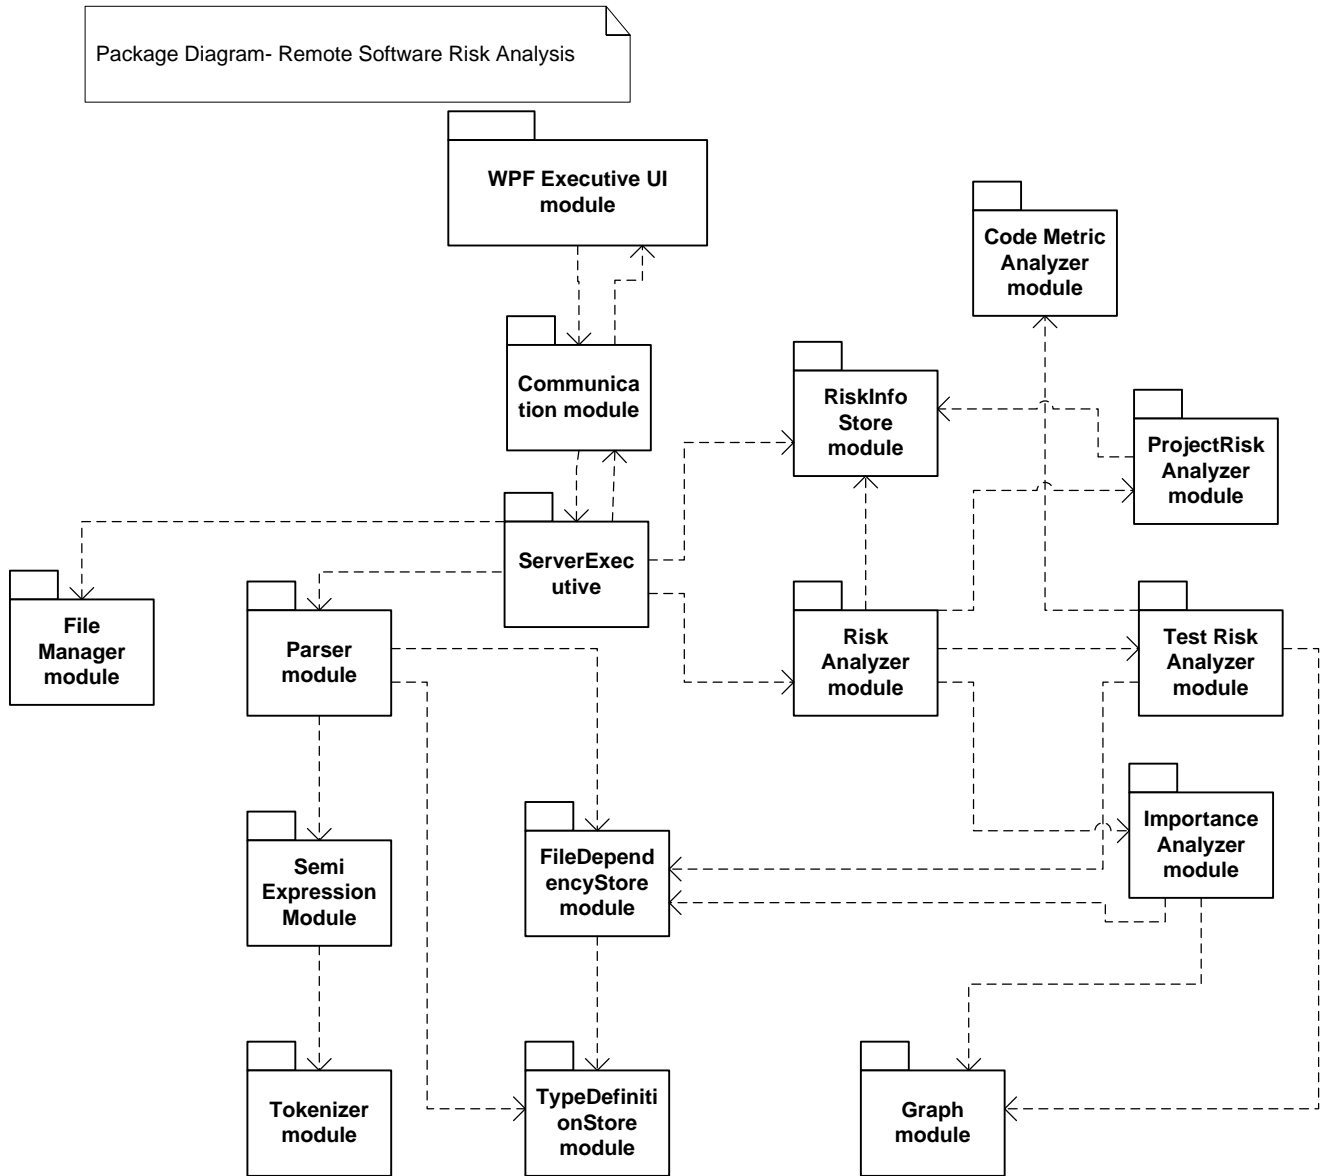 Package Diagram- Remote Software Risk Analysis
WPF Executive UI
module
Code Metric
Analyzer
module
Communica
tion module
RiskInfo
Store
module
ProjectRisk
Analyzer
module
ServerExec
utive
File
Manager
module
Parser
module
Risk
Analyzer
module
Test Risk
Analyzer
module
Semi
Expression
Module
FileDepend
encyStore
module
Importance
Analyzer
module
Tokenizer
module
TypeDefiniti
onStore
module
Graph
module